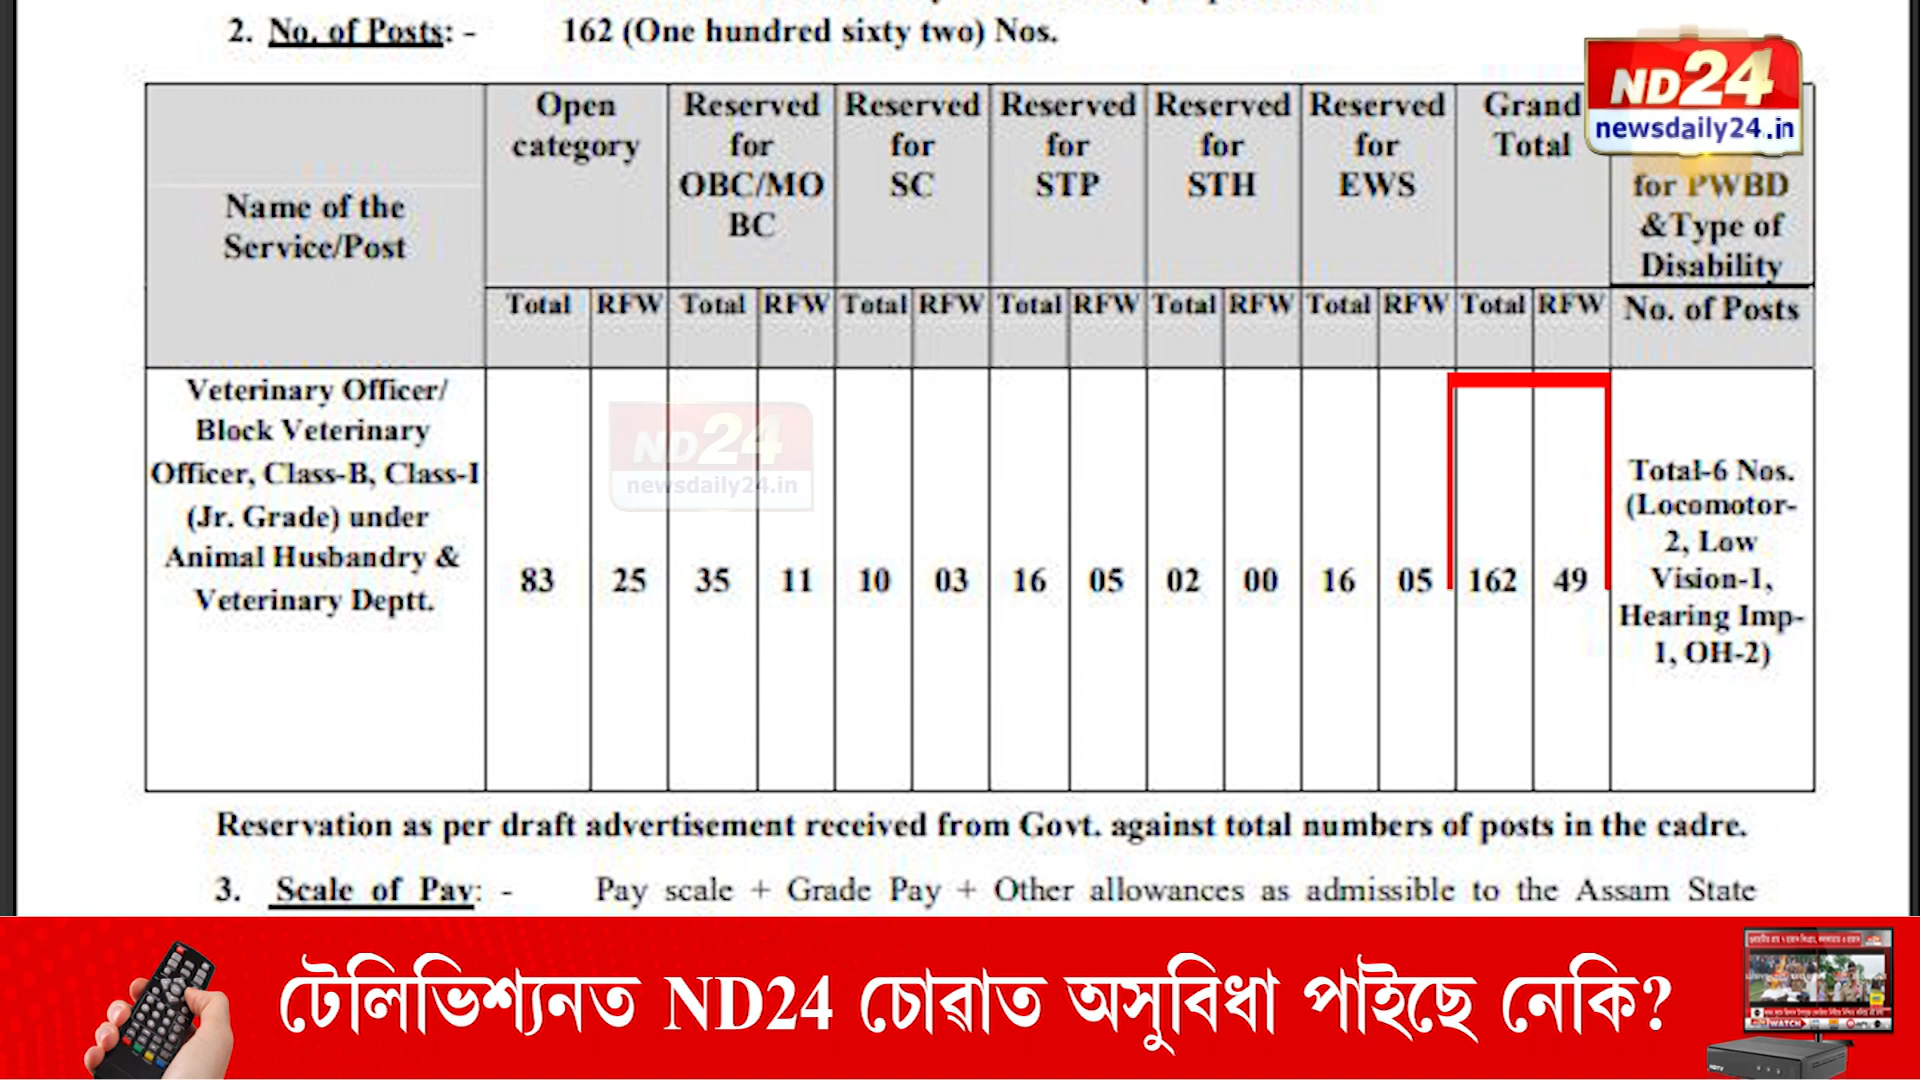 2. No. of Posts: - 162 (One hundred sixty two) Nos.
ND24
newsdaily24.in
Name of the Service/Post
Open category
Reserved for OBC/MO BC
Reserved for SC
Reserved for STP
Reserved for STH
Reserved for EWS
Grand Total
for PWBD &Type of Disability
Total RFW Total RFW Total RFW Total RFW Total RFW Total RFW Total RFW No. of Posts
Veterinary Officer/
Block Veterinary
Officer, Class-B, Class-I
(Jr. Grade) under
Animal Husbandry &
Veterinary Deptt.
83 25 35 11 10 03 16 05 02 00 16 05 162 49
Total-6 Nos.
(Locomotor-
2, Low
Vision-1,
Hearing Imp-
1, OH-2)
ND24
newsdaily24.in
Reservation as per draft advertisement received from Govt. against total numbers of posts in the cadre.
3. Scale of Pay: - Pay scale + Grade Pay + Other allowances as admissible to the Assam State
টেলিভিশ্যনত ND24 চোৱাত অসুবিধা পাইছে নেকি?